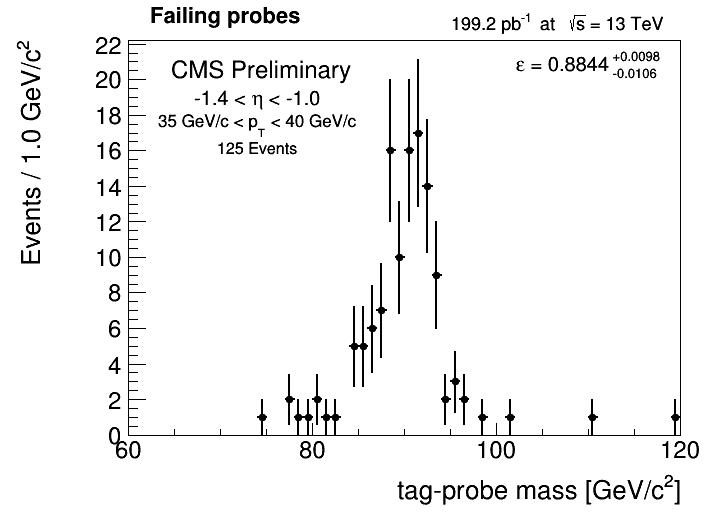 Failing probes
199.2 pb⁻¹ at √s = 13 TeV
CMS Preliminary
ε = 0.8844 +0.0098 -0.0106
-1.4 < η < -1.0
35 GeV/c < p_T < 40 GeV/c
125 Events
Events / 1.0 GeV/c²
22
20
18
16
14
12
10
8
6
4
2
0
60 80 100 120
tag-probe mass [GeV/c²]